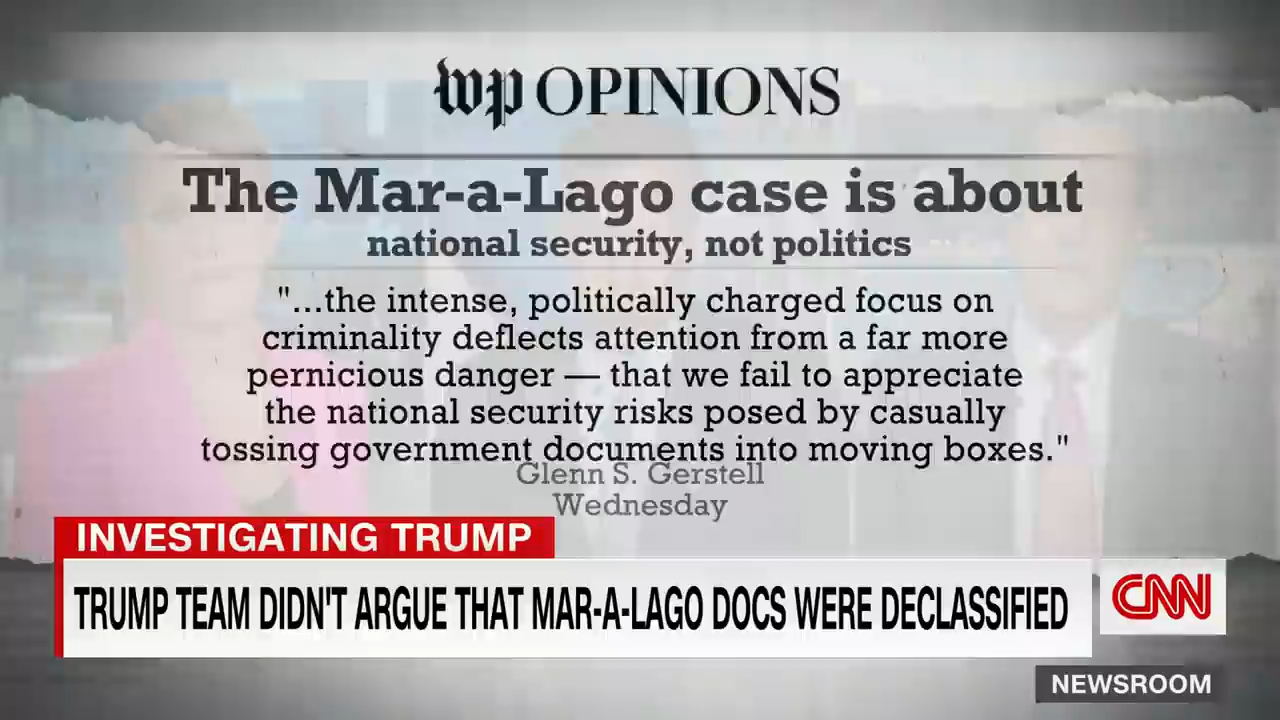 wp OPINIONS
The Mar-a-Lago case is about
national security, not politics
"...the intense, politically charged focus on
criminality deflects attention from a far more
pernicious danger — that we fail to appreciate
the national security risks posed by casually
tossing government documents into moving boxes."
Glenn S. Gerstell
Wednesday
INVESTIGATING TRUMP
TRUMP TEAM DIDN'T ARGUE THAT MAR-A-LAGO DOCS WERE DECLASSIFIED
CNN
NEWSROOM